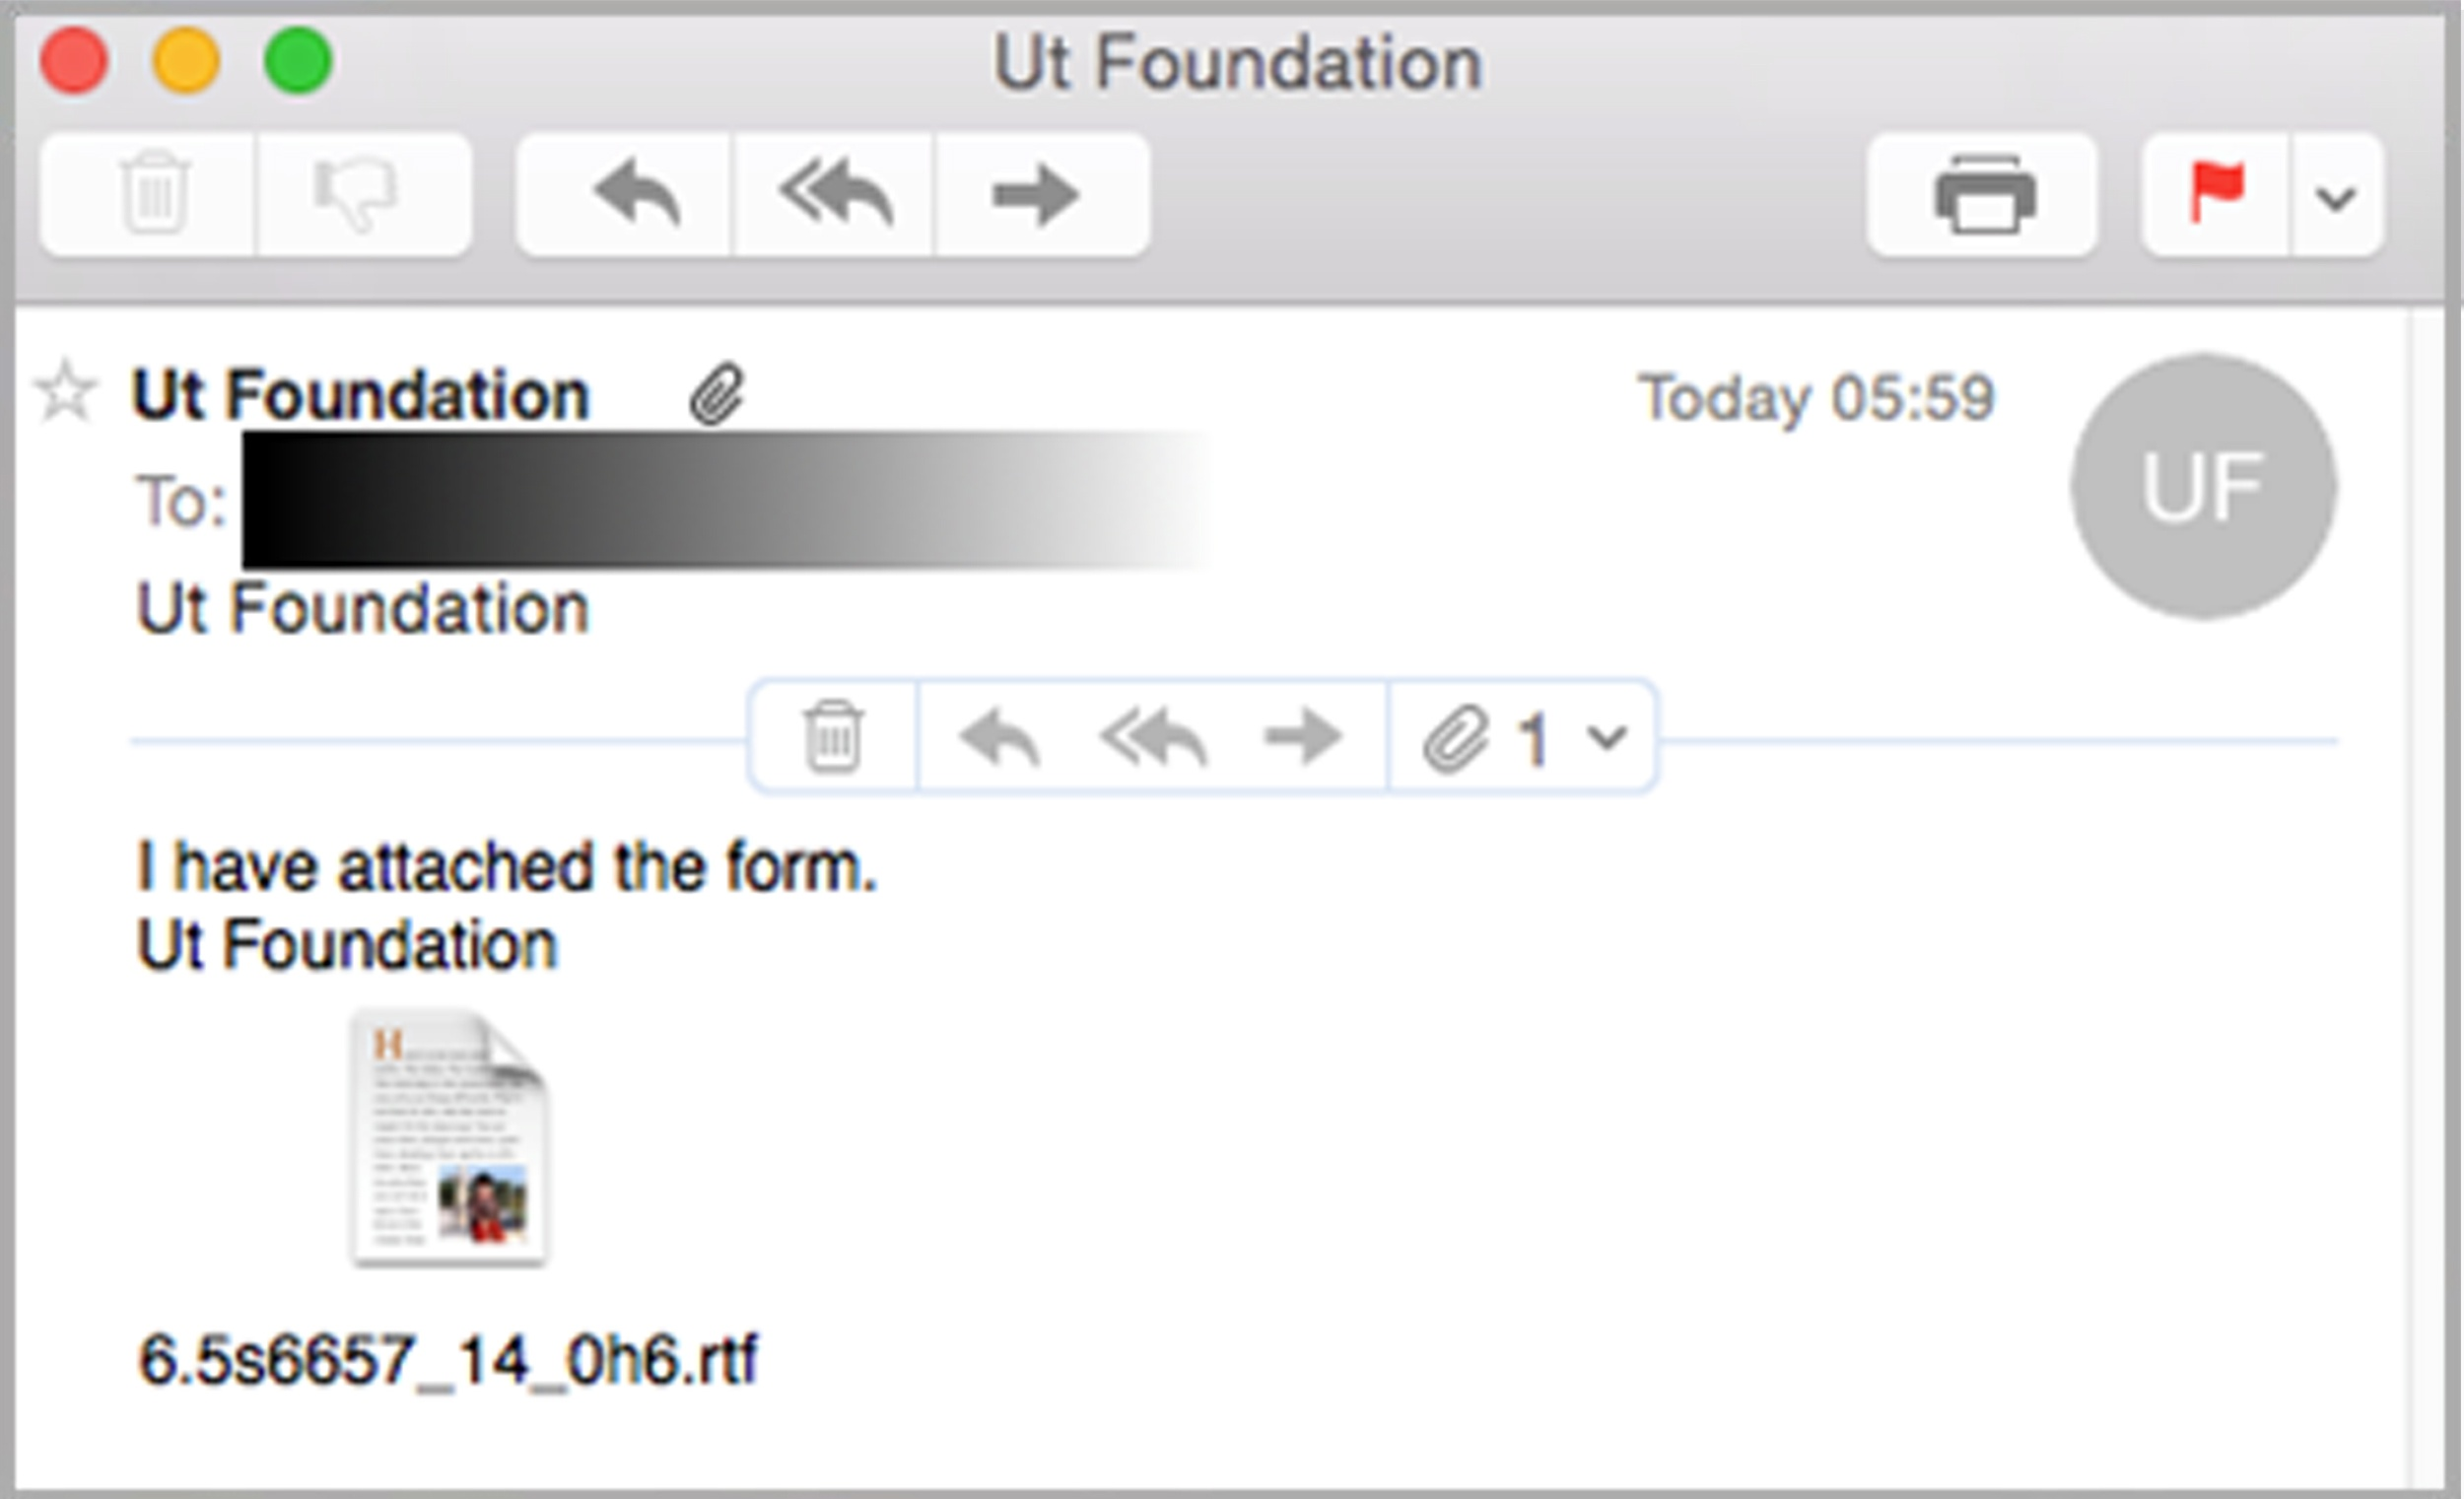 Ut Foundation
Ut Foundation
Today 05:59
UF
To:
Ut Foundation
1
I have attached the form.
Ut Foundation
H
6.5s6657_14_0h6.rtf